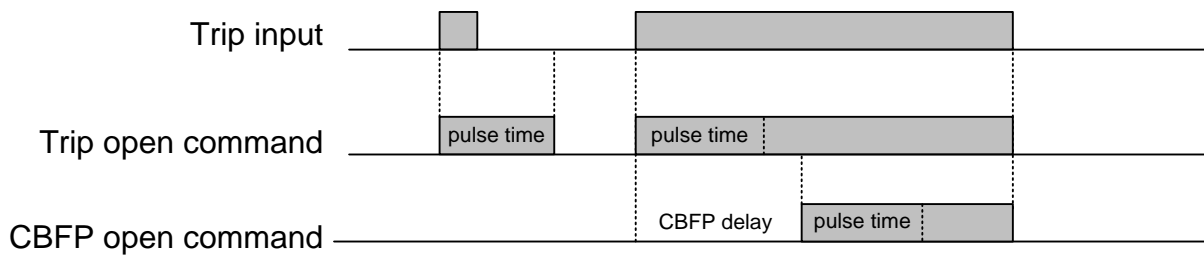 Trip input
Trip open command
pulse time
pulse time
CBFP open command
CBFP delay
pulse time